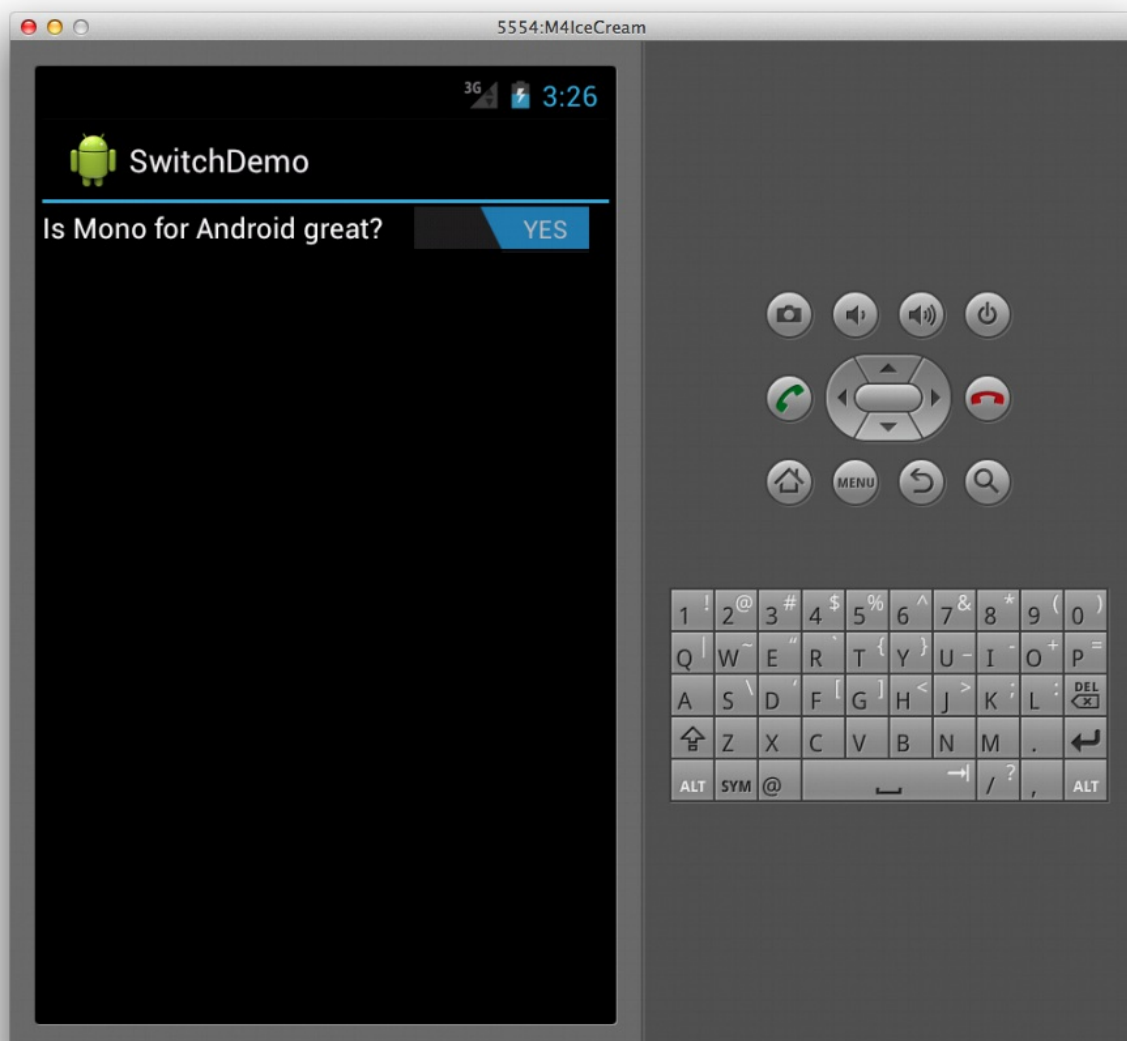 5554:M4IceCream
3G 3:26
SwitchDemo
Is Mono for Android great? YES
MENU
1 ! 2 @ 3 # 4 $ 5 % 6 ^ 7 & 8 * 9 ( 0 )
Q | W ~ E “ R ` T { Y } U _ I - O + P =
A S \ D ‘ F [ G ] H < J > K ; L : DEL
Z X C V B N M .
ALT SYM @ / ? , ALT